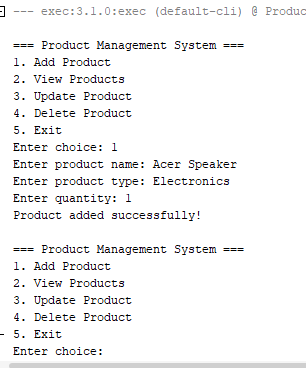 --- exec:3.1.0:exec (default-cli) @ Produc
=== Product Management System ===
1. Add Product
2. View Products
3. Update Product
4. Delete Product
5. Exit
Enter choice: 1
Enter product name: Acer Speaker
Enter product type: Electronics
Enter quantity: 1
Product added successfully!
=== Product Management System ===
1. Add Product
2. View Products
3. Update Product
4. Delete Product
5. Exit
Enter choice: